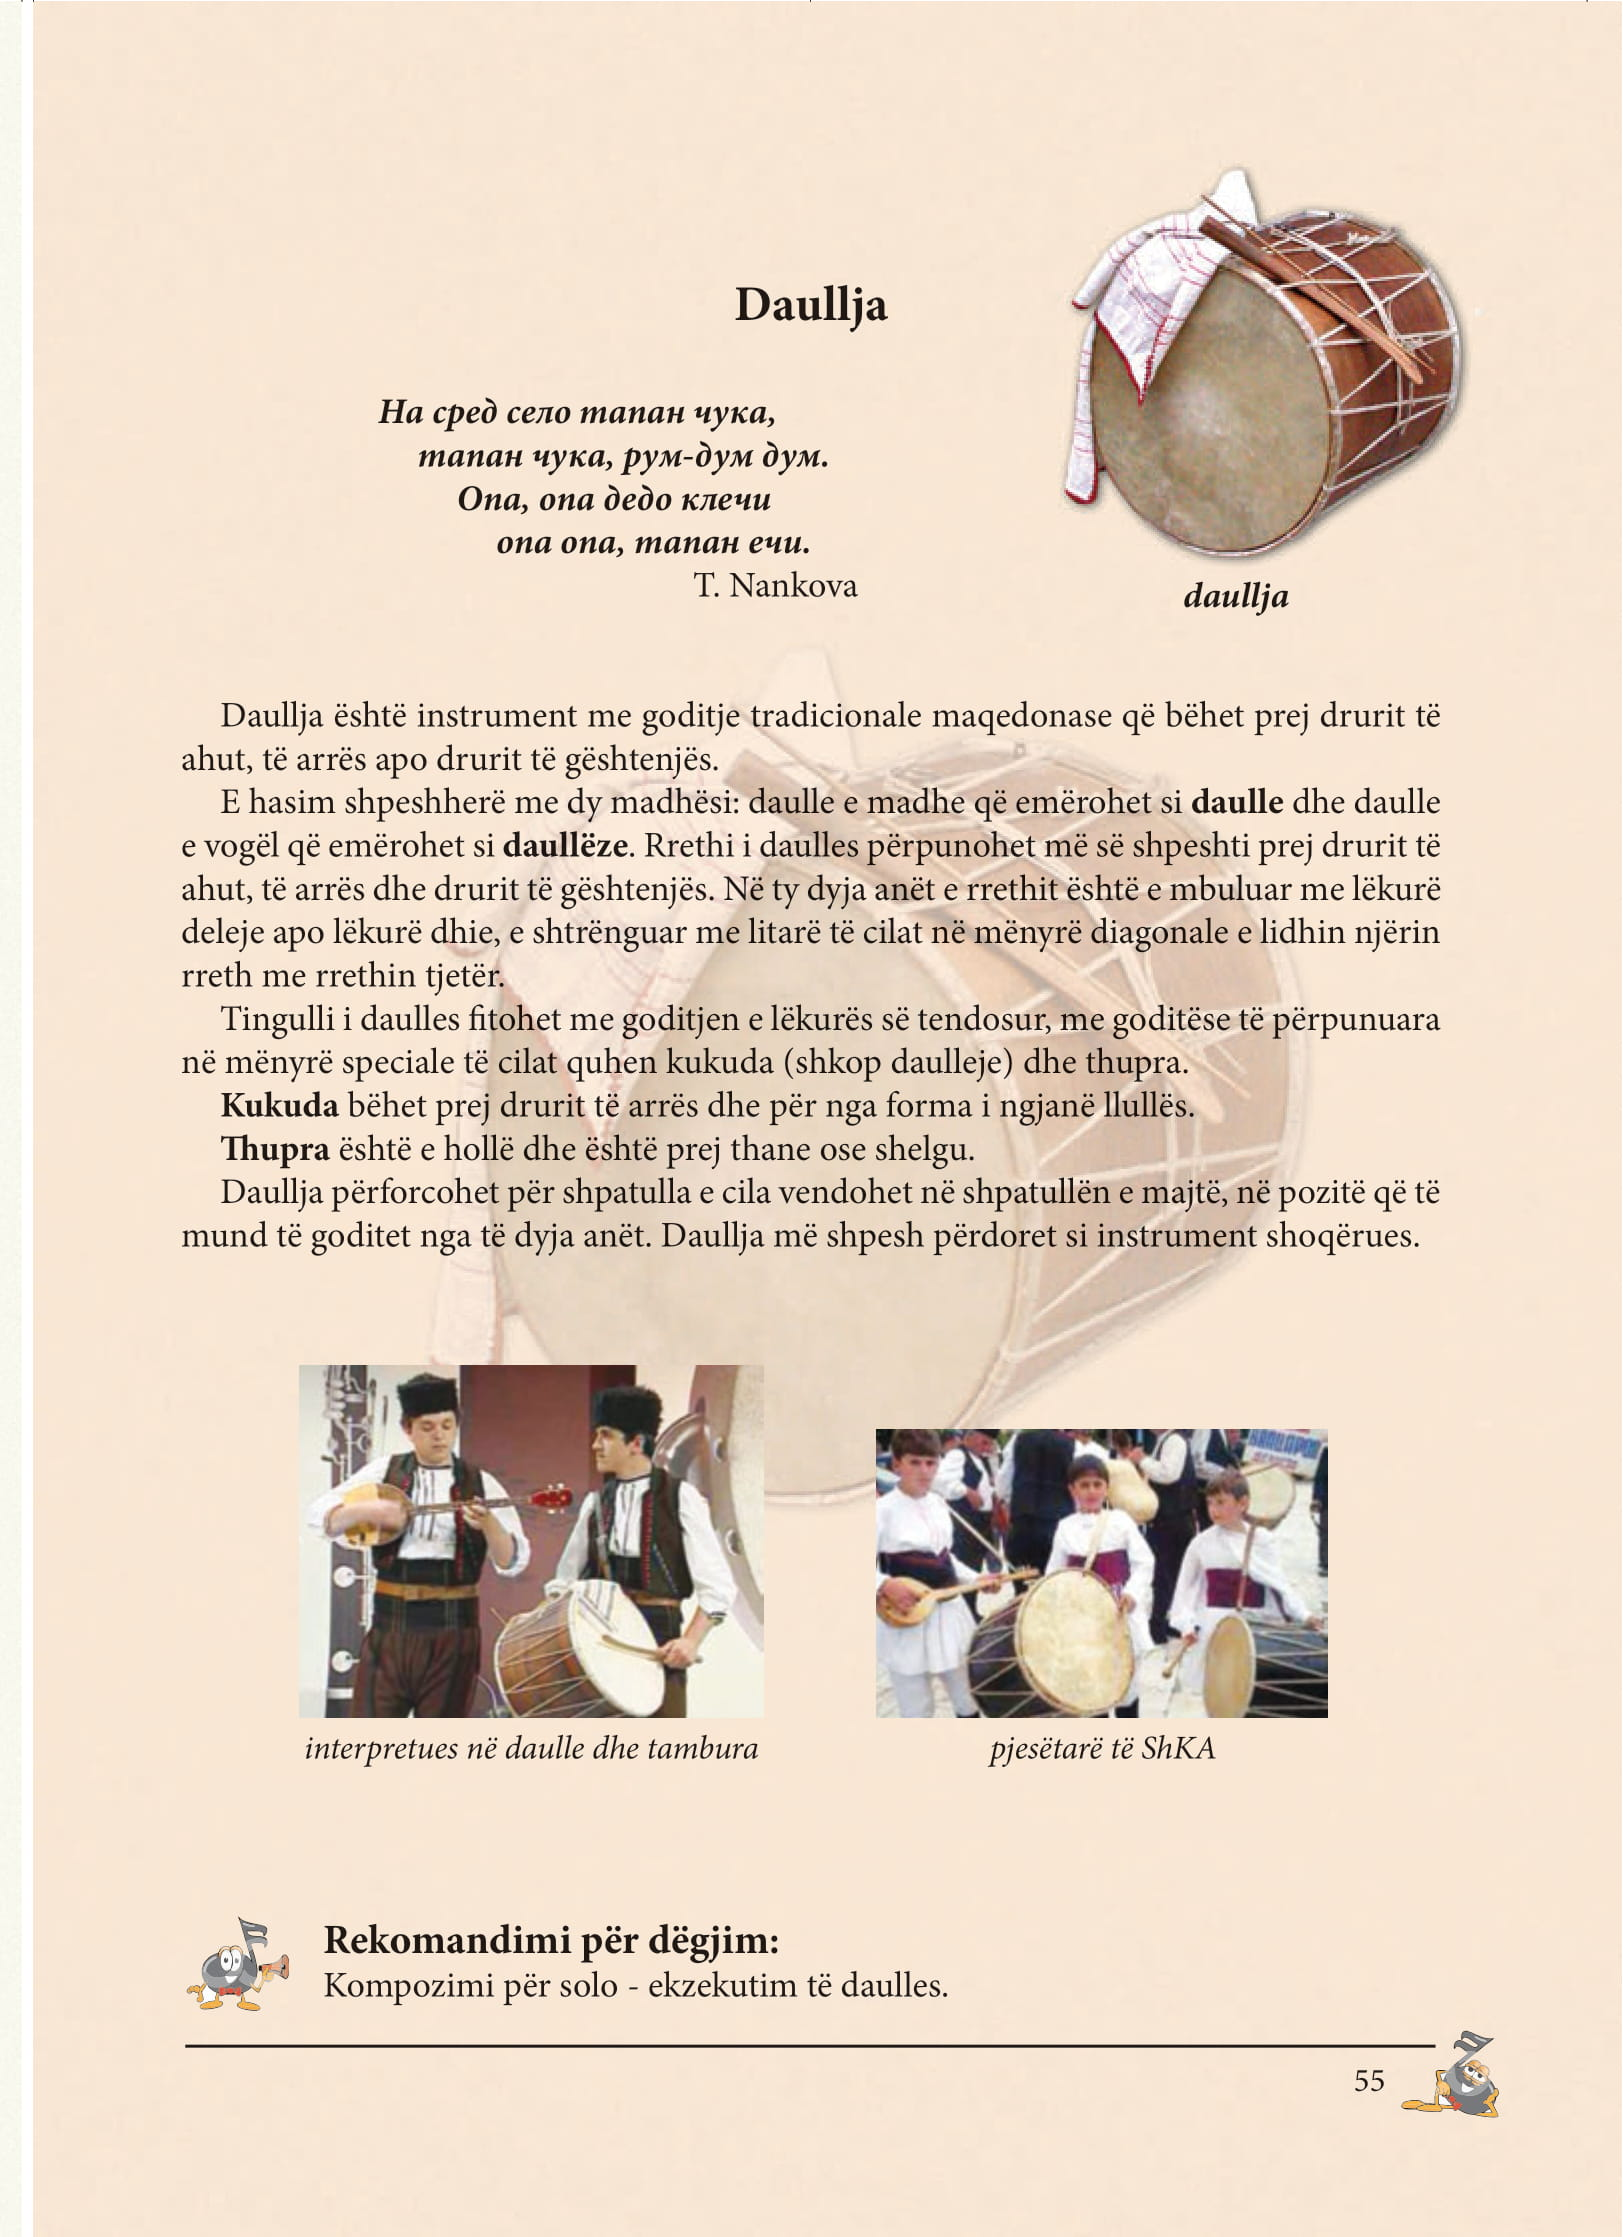 Daullja
На сред село тапан чука,
тапан чука, рум-дум дум.
Опа, опа дедо клечи
опа опа, тапан ечи.
T. Nankova
daullja
Daullja është instrument me goditje tradicionale maqedonase që bëhet prej drurit të
ahut, të arrës apo drurit të gështenjës.
E hasim shpeshherë me dy madhësi: daulle e madhe që emërohet si daulle dhe daulle
e vogël që emërohet si daullëze. Rrethi i daulles përpunohet më së shpeshti prej drurit të
ahut, të arrës dhe drurit të gështenjës. Në ty dyja anët e rrethit është e mbuluar me lëkurë
deleje apo lëkurë dhie, e shtrënguar me litarë të cilat në mënyrë diagonale e lidhin njërin
rreth me rrethin tjetër.
Tingulli i daulles fitohet me goditjen e lëkurës së tendosur, me goditëse të përpunuara
në mënyrë speciale të cilat quhen kukuda (shkop daulleje) dhe thupra.
Kukuda bëhet prej drurit të arrës dhe për nga forma i ngjanë llullës.
Thupra është e hollë dhe është prej thane ose shelgu.
Daullja përforcohet për shpatulla e cila vendohet në shpatullën e majtë, në pozitë që të
mund të goditet nga të dyja anët. Daullja më shpesh përdoret si instrument shoqërues.
interpretues në daulle dhe tambura
pjesëtarë të ShKA
Rekomandimi për dëgjim:
Kompozimi për solo - ekzekutim të daulles.
55